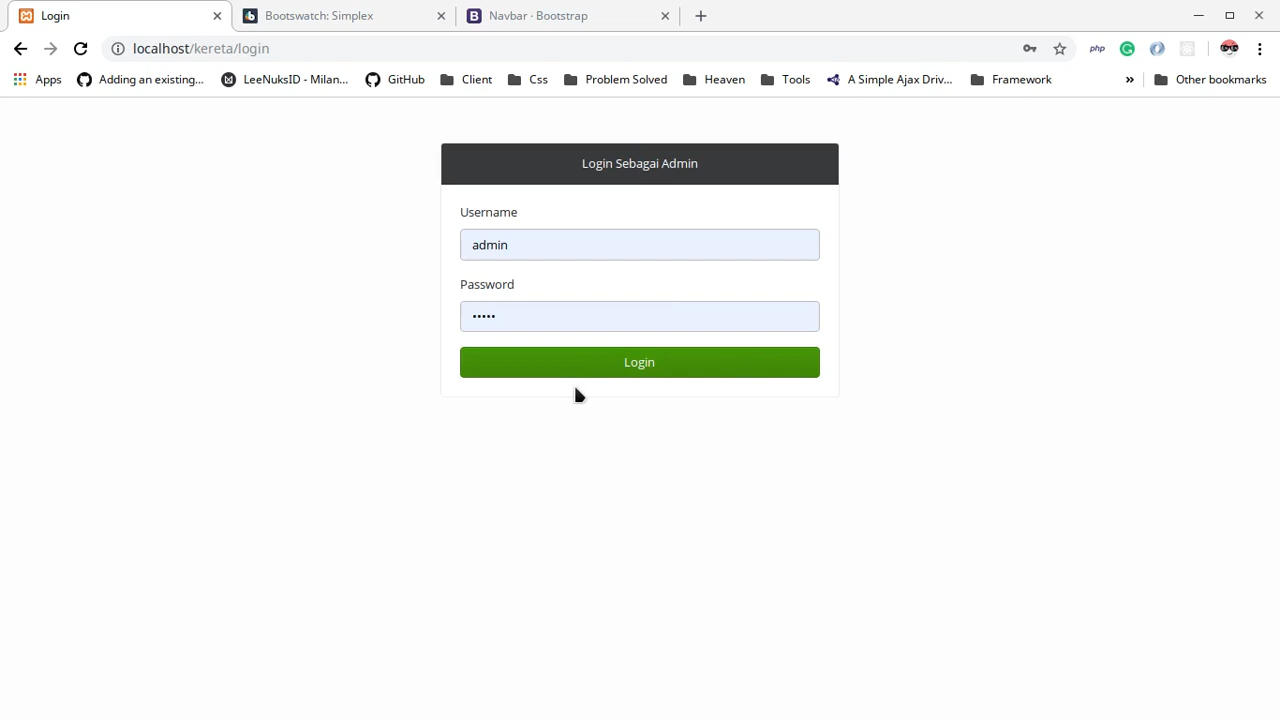 Login
Bootswatch: Simplex
Navbar · Bootstrap
localhost/kereta/login
php
Apps
Adding an existing...
LeeNuksID - Milan...
GitHub
Client
Css
Problem Solved
Heaven
Tools
A Simple Ajax Driv...
Framework
»
Other bookmarks
Login Sebagai Admin
Username
admin
Password
•••••
Login